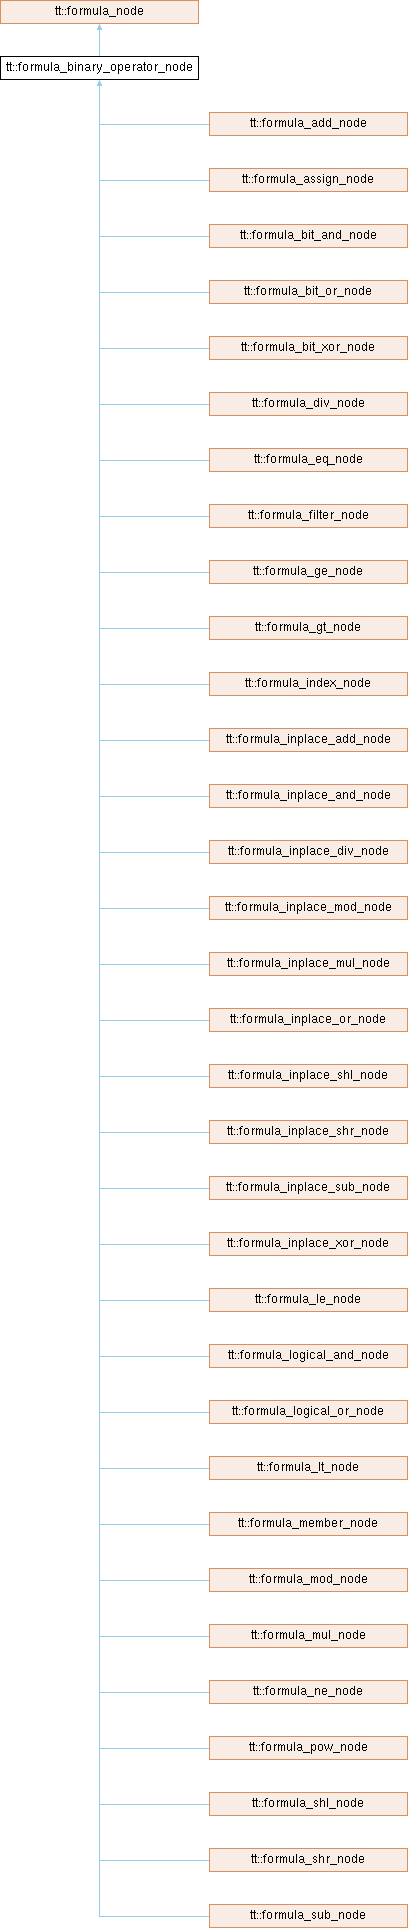 tt::formula_node
tt::formula_binary_operator_node
tt::formula_add_node
tt::formula_assign_node
tt::formula_bit_and_node
tt::formula_bit_or_node
tt::formula_bit_xor_node
tt::formula_div_node
tt::formula_eq_node
tt::formula_filter_node
tt::formula_ge_node
tt::formula_gt_node
tt::formula_index_node
tt::formula_inplace_add_node
tt::formula_inplace_and_node
tt::formula_inplace_div_node
tt::formula_inplace_mod_node
tt::formula_inplace_mul_node
tt::formula_inplace_or_node
tt::formula_inplace_shl_node
tt::formula_inplace_shr_node
tt::formula_inplace_sub_node
tt::formula_inplace_xor_node
tt::formula_le_node
tt::formula_logical_and_node
tt::formula_logical_or_node
tt::formula_lt_node
tt::formula_member_node
tt::formula_mod_node
tt::formula_mul_node
tt::formula_ne_node
tt::formula_pow_node
tt::formula_shl_node
tt::formula_shr_node
tt::formula_sub_node